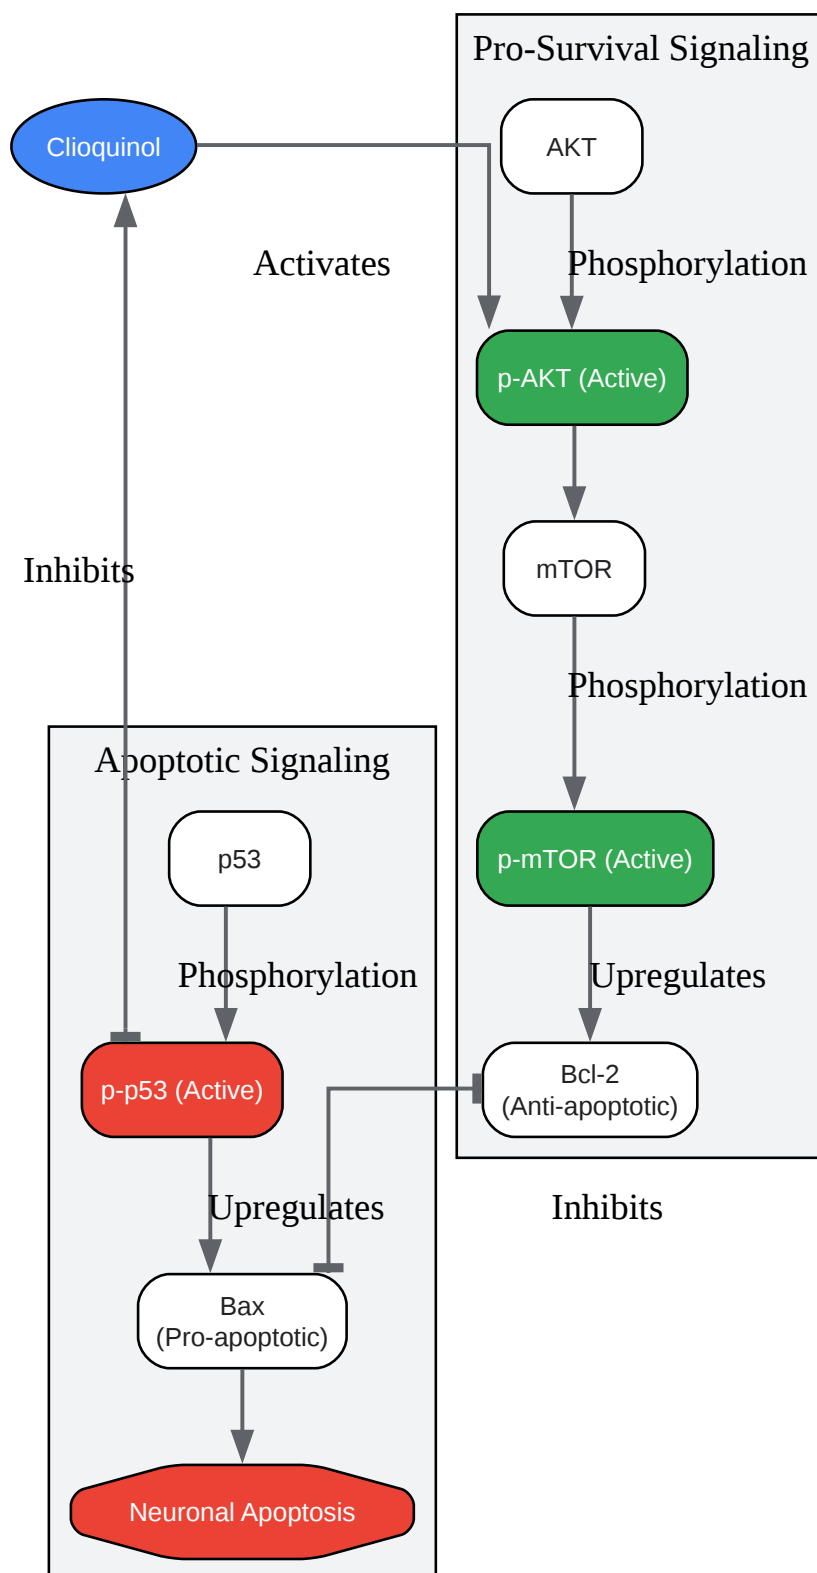 Pro-Survival Signaling
Clioquinol
AKT
Activates
Phosphorylation
p-AKT (Active)
mTOR
Inhibits
Phosphorylation
Apoptotic Signaling
p53
p-mTOR (Active)
Phosphorylation
Upregulates
p-p53 (Active)
Bcl-2
(Anti-apoptotic)
Upregulates
Inhibits
Bax
(Pro-apoptotic)
Neuronal Apoptosis